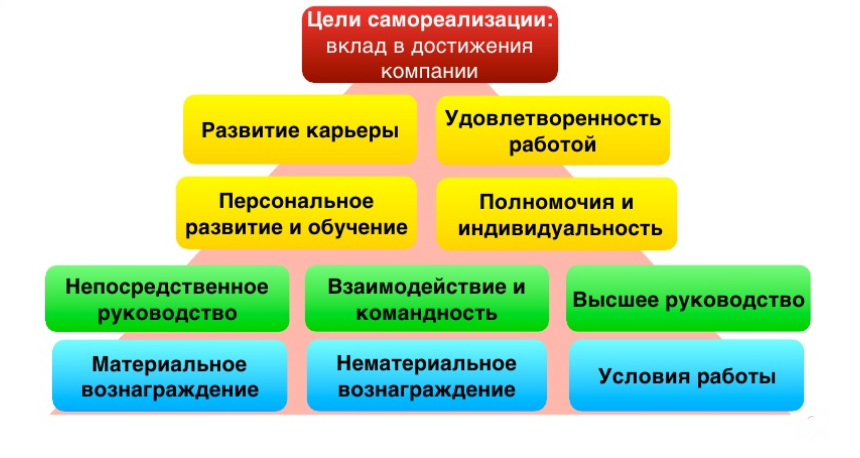 Цели самореализации:
вклад в достижения
компании
Развитие карьеры
Удовлетворенность
работой
Персональное
развитие и обучение
Полномочия и
индивидуальность
Непосредственное
руководство
Взаимодействие и
командность
Высшее руководство
Материальное
вознаграждение
Нематериальное
вознаграждение
Условия работы